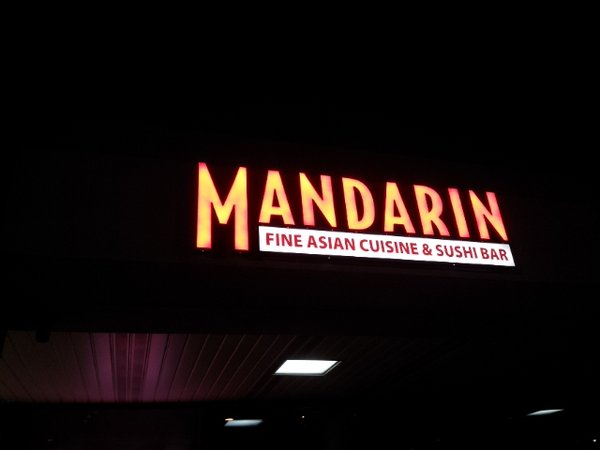 MANDARIN
FINE ASIAN CUISINE & SUSHI BAR